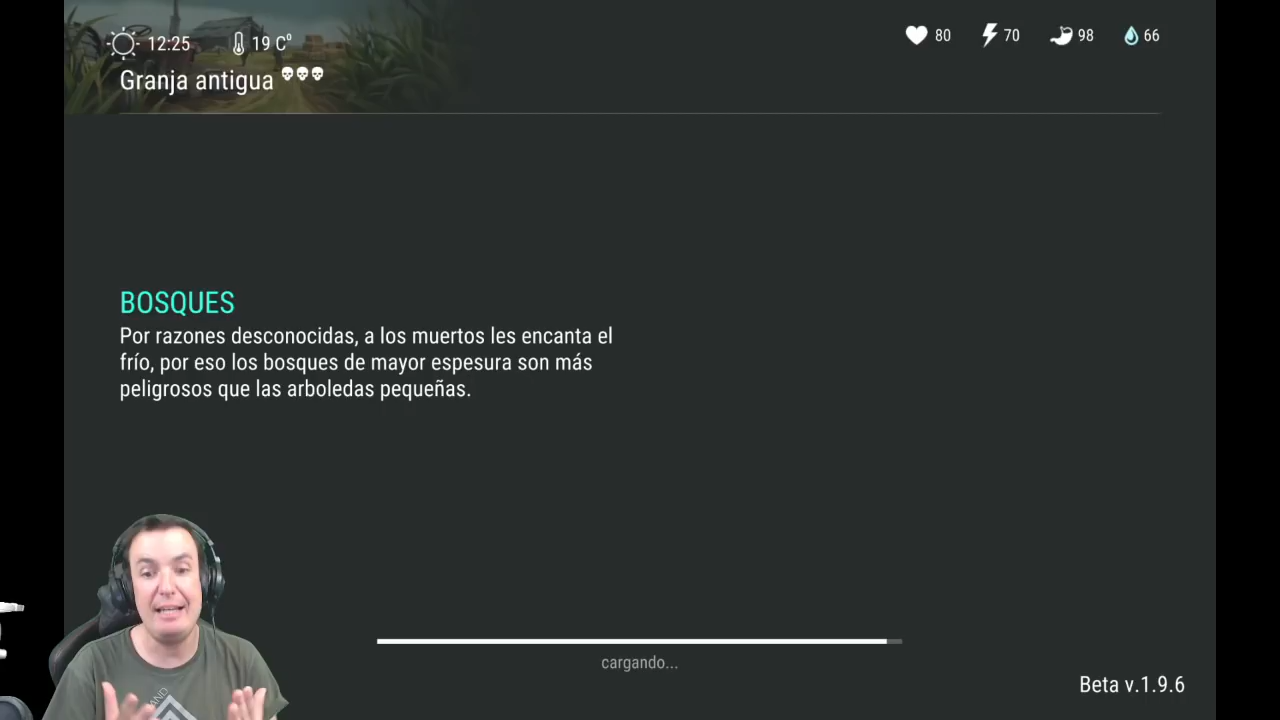 12:25 19 Cº
80 70 98 66
Granja antigua
BOSQUES
Por razones desconocidas, a los muertos les encanta el
frío, por eso los bosques de mayor espesura son más
peligrosos que las arboledas pequeñas.
AND
cargando...
Beta v.1.9.6